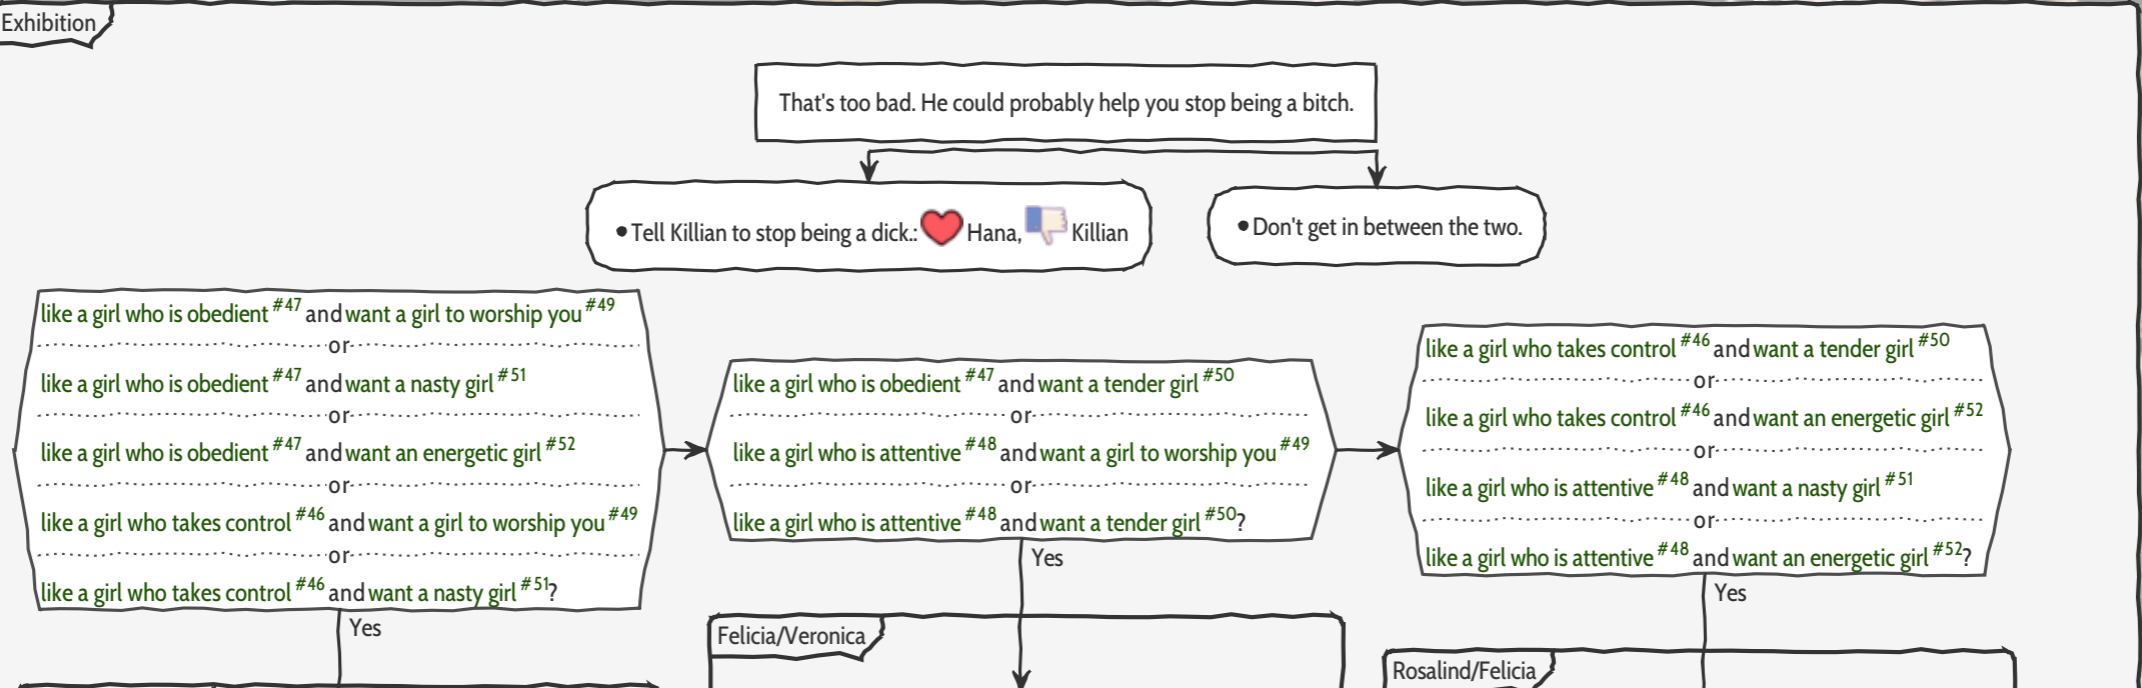 Exhibition
That's too bad. He could probably help you stop being a bitch.
•Tell Killian to stop being a dick.: Hana, Killian
•Don't get in between the two.
like a girl who is obedient #47 and want a girl to worship you #49
or
like a girl who is obedient #47 and want a nasty girl #51
or
like a girl who is obedient #47 and want an energetic girl #52
or
like a girl who takes control #46 and want a girl to worship you #49
or
like a girl who takes control #46 and want a nasty girl #51?
Yes
like a girl who is obedient #47 and want a tender girl #50
or
like a girl who is attentive #48 and want a girl to worship you #49
or
like a girl who is attentive #48 and want a tender girl #50?
Yes
Felicia/Veronica
like a girl who takes control #46 and want a tender girl #50
or
like a girl who takes control #46 and want an energetic girl #52
or
like a girl who is attentive #48 and want a nasty girl #51
or
like a girl who is attentive #48 and want an energetic girl #52?
Yes
Rosalind/Felicia